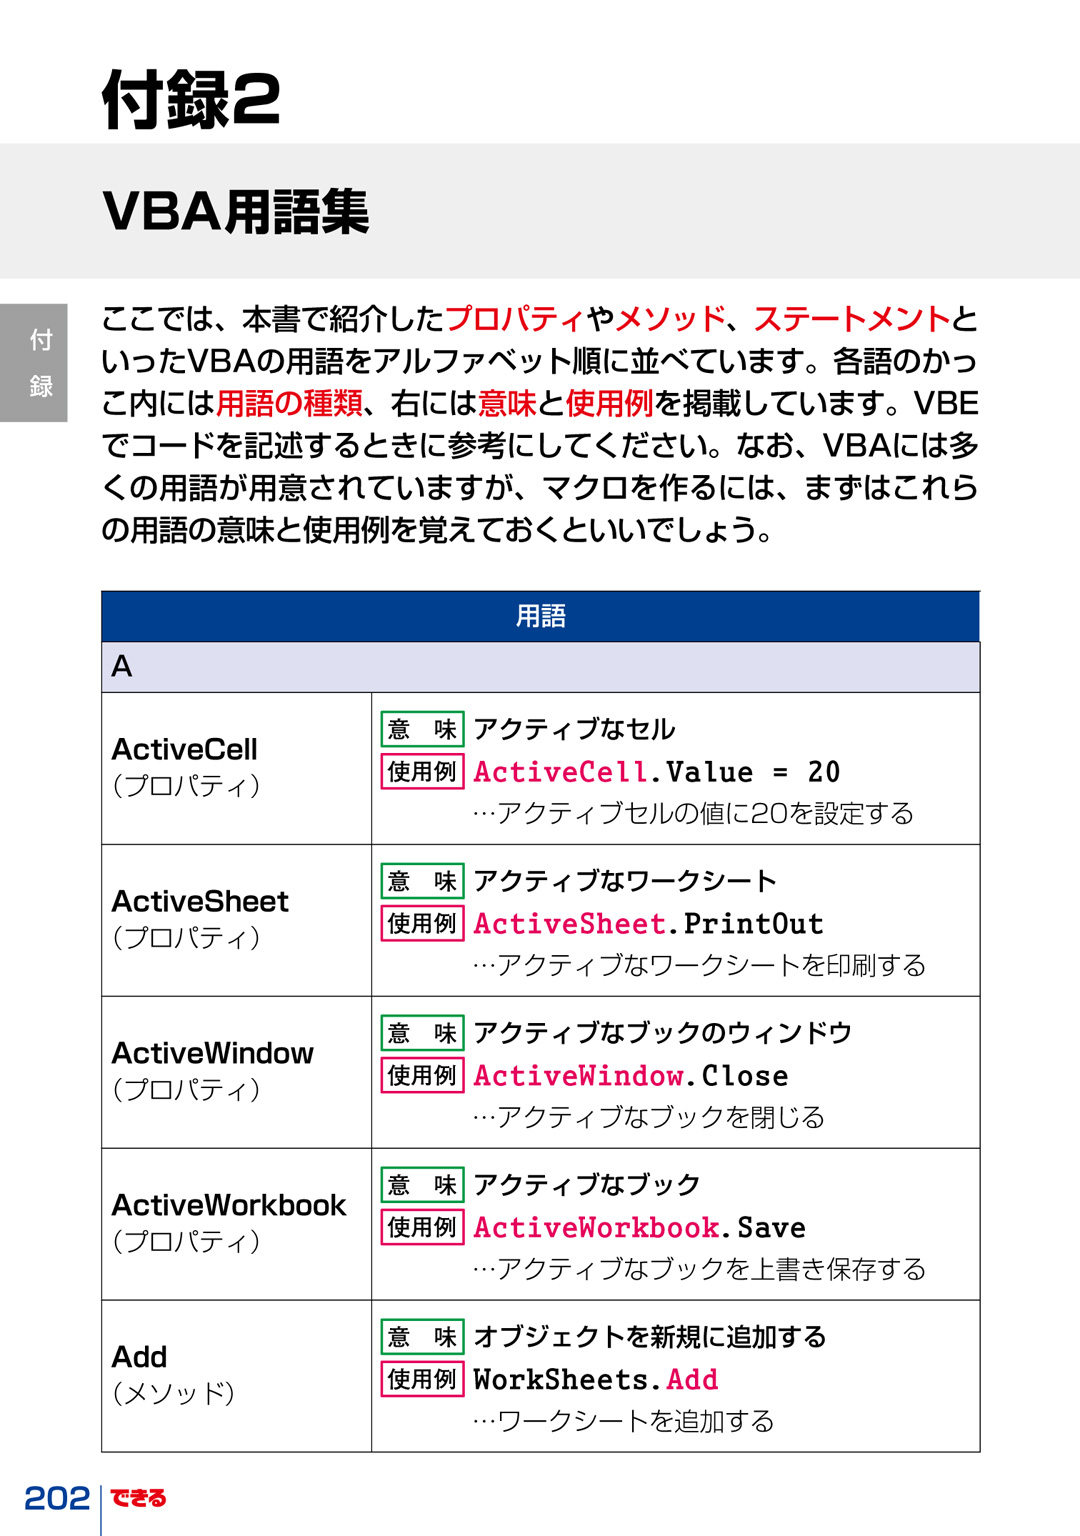 付録2
VBA用語集
付
録
ここでは、本書で紹介したプロパティやメソッド、ステートメントと
いったVBAの用語をアルファベット順に並べています。各語のかっ
こ内には用語の種類、右には意味と使用例を掲載しています。VBE
でコードを記述するときに参考にしてください。なお、VBAには多
くの用語が用意されていますが、マクロを作るには、まずはこれら
の用語の意味と使用例を覚えておくといいでしょう。
用語
A
ActiveCell
（プロパティ）
意　味 アクティブなセル
使用例 ActiveCell.Value = 20
…アクティブセルの値に20を設定する
ActiveSheet
（プロパティ）
意　味 アクティブなワークシート
使用例 ActiveSheet.PrintOut
…アクティブなワークシートを印刷する
ActiveWindow
（プロパティ）
意　味 アクティブなブックのウィンドウ
使用例 ActiveWindow.Close
…アクティブなブックを閉じる
ActiveWorkbook
（プロパティ）
意　味 アクティブなブック
使用例 ActiveWorkbook.Save
…アクティブなブックを上書き保存する
Add
（メソッド）
意　味 オブジェクトを新規に追加する
使用例 WorkSheets.Add
…ワークシートを追加する
202 できる